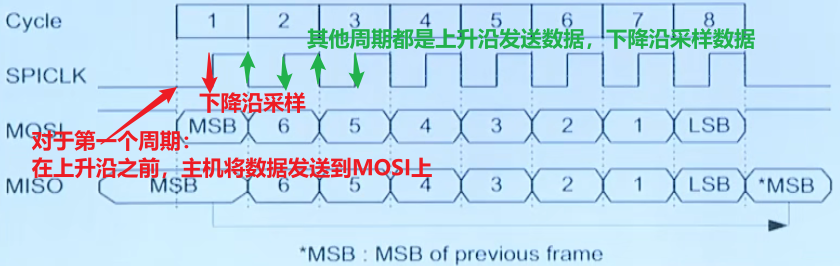 Cycle 1 2 3 4 5 6 7 8
其他周期都是上升沿发送数据，下降沿采样数据
SPICLK
下降沿采样
MOSI MSB 6 5 4 3 2 1 LSB
对于第一个周期：
在上升沿之前，主机将数据发送到MOSI上
MISO MSB 6 5 4 3 2 1 LSB *MSB
*MSB : MSB of previous frame